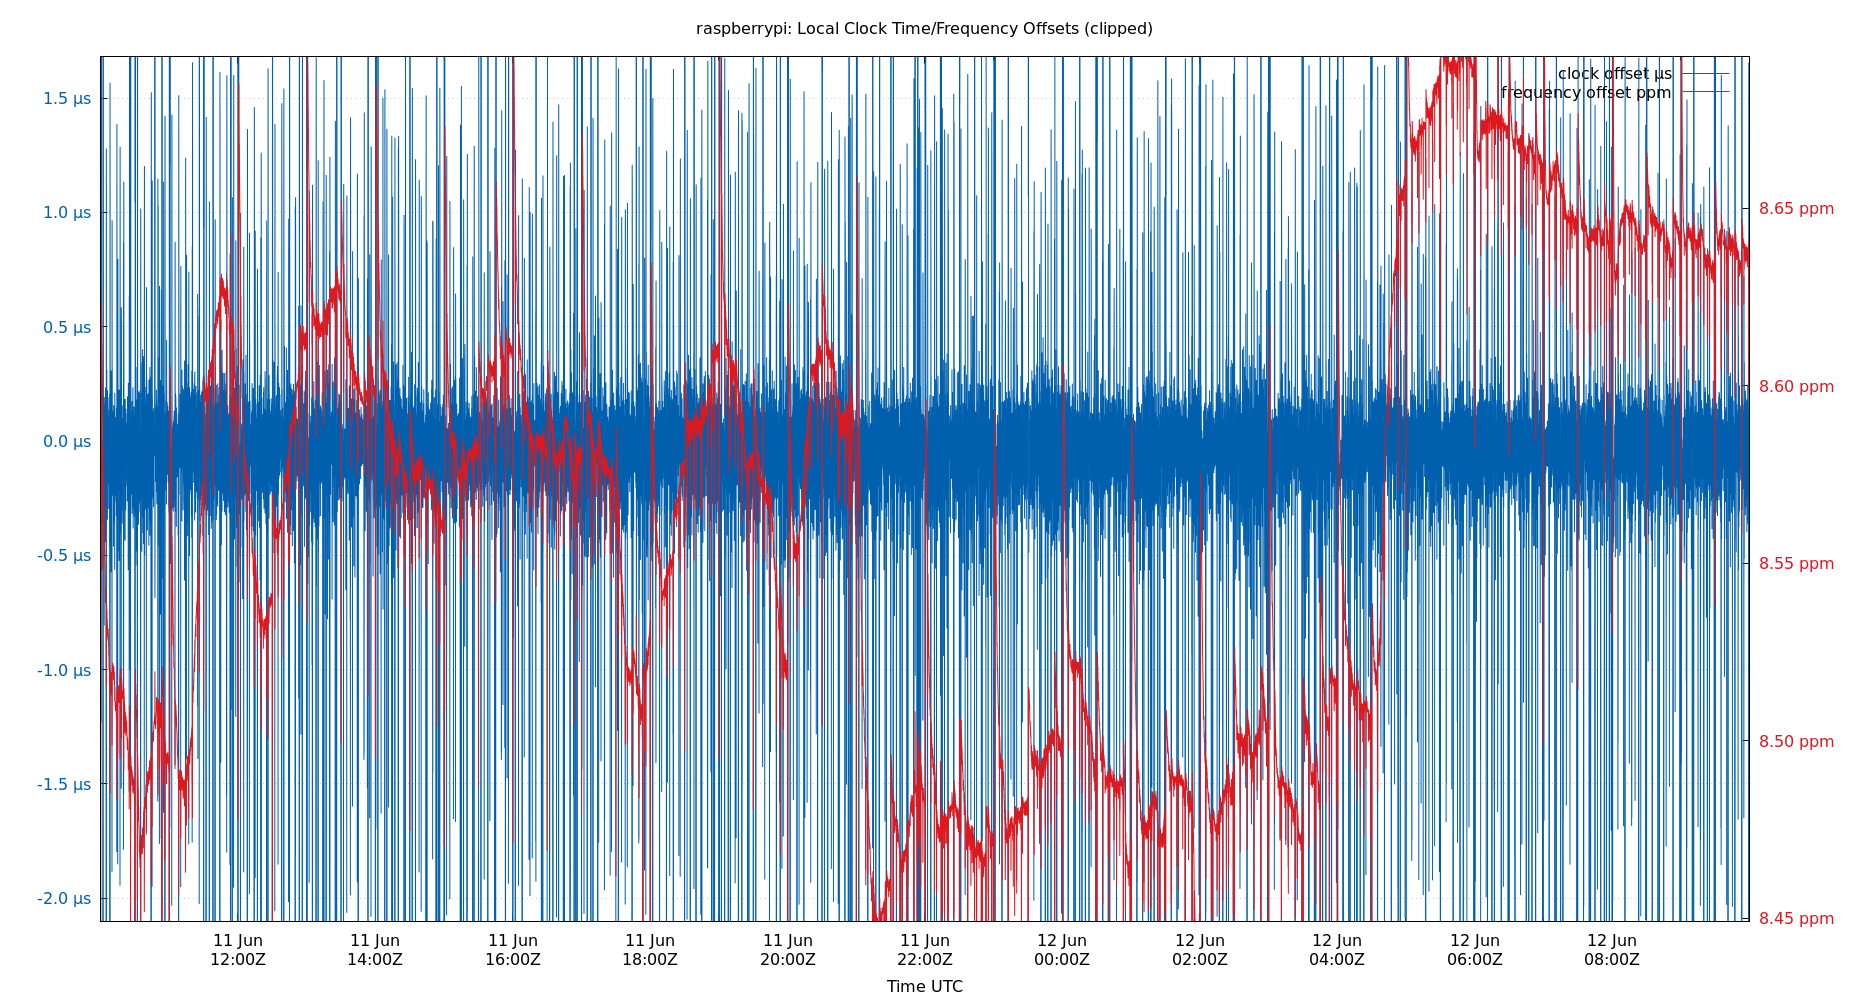 raspberrypi: Local Clock Time/Frequency Offsets (clipped)
clock offset µs
frequency offset ppm
1.5 µs
1.0 µs
0.5 µs
0.0 µs
-0.5 µs
-1.0 µs
-1.5 µs
-2.0 µs
8.65 ppm
8.60 ppm
8.55 ppm
8.50 ppm
8.45 ppm
11 Jun
12:00Z
11 Jun
14:00Z
11 Jun
16:00Z
11 Jun
18:00Z
11 Jun
20:00Z
11 Jun
22:00Z
12 Jun
00:00Z
12 Jun
02:00Z
12 Jun
04:00Z
12 Jun
06:00Z
12 Jun
08:00Z
Time UTC